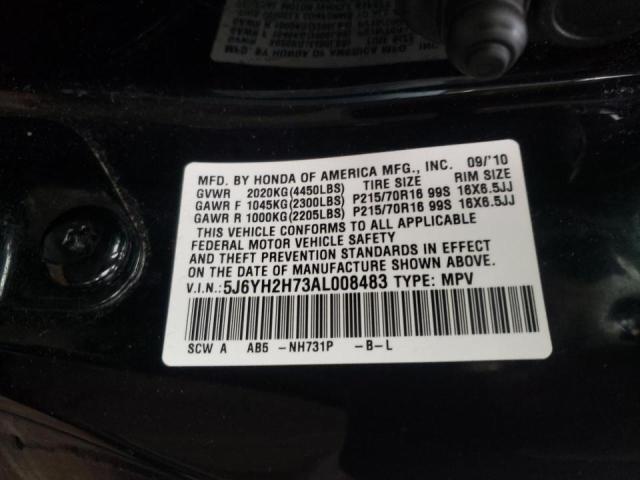 MFD. BY HONDA OF AMERICA MFG., INC. 09/'10
GVWR 2020KG(4450LBS) TIRE SIZE RIM SIZE
GAWR F 1045KG(2300LBS) P215/70R16 99S 16X6.5JJ
GAWR R 1000KG(2205LBS) P215/70R16 99S 16X6.5JJ
THIS VEHICLE CONFORMS TO ALL APPLICABLE
FEDERAL MOTOR VEHICLE SAFETY
AND THEFT PREVENTION STANDARDS IN EFFECT
ON THE DATE OF MANUFACTURE SHOWN ABOVE.
V.I.N.: 5J6YH2H73AL008483 TYPE: MPV
SCW A AB5 -NH731P -B-L